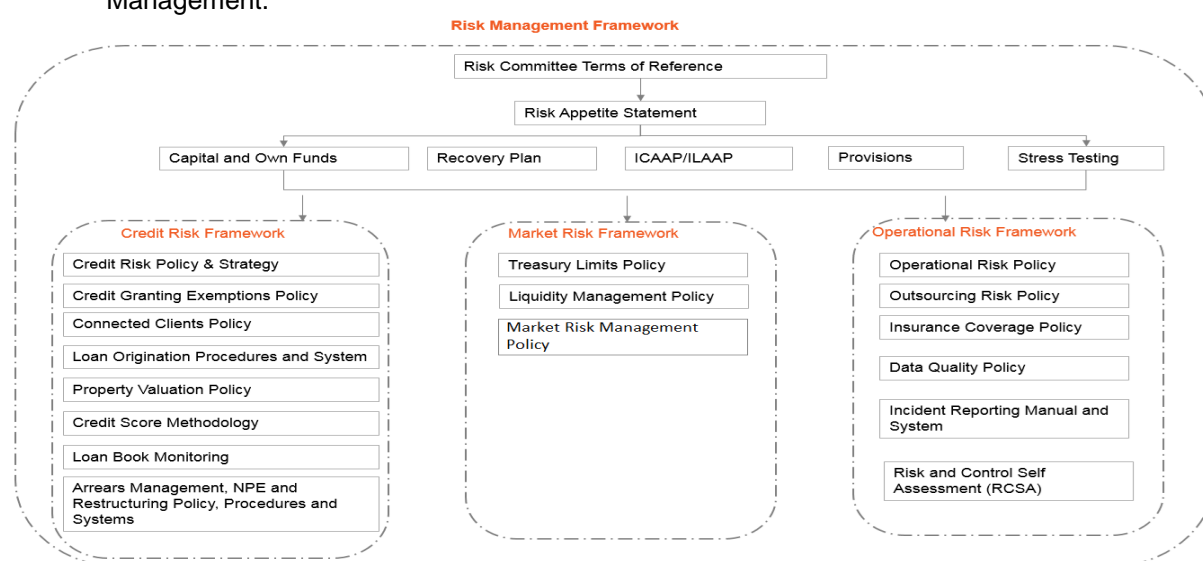 Management.
Risk Management Framework
Risk Committee Terms of Reference
Risk Appetite Statement
Capital and Own Funds
Recovery Plan
ICAAP/ILAAP
Provisions
Stress Testing
Credit Risk Framework
Credit Risk Policy & Strategy
Credit Granting Exemptions Policy
Connected Clients Policy
Loan Origination Procedures and System
Property Valuation Policy
Credit Score Methodology
Loan Book Monitoring
Arrears Management, NPE and
Restructuring Policy, Procedures and
Systems
Market Risk Framework
Treasury Limits Policy
Liquidity Management Policy
Market Risk Management
Policy
Operational Risk Framework
Operational Risk Policy
Outsourcing Risk Policy
Insurance Coverage Policy
Data Quality Policy
Incident Reporting Manual and
System
Risk and Control Self
Assessment (RCSA)